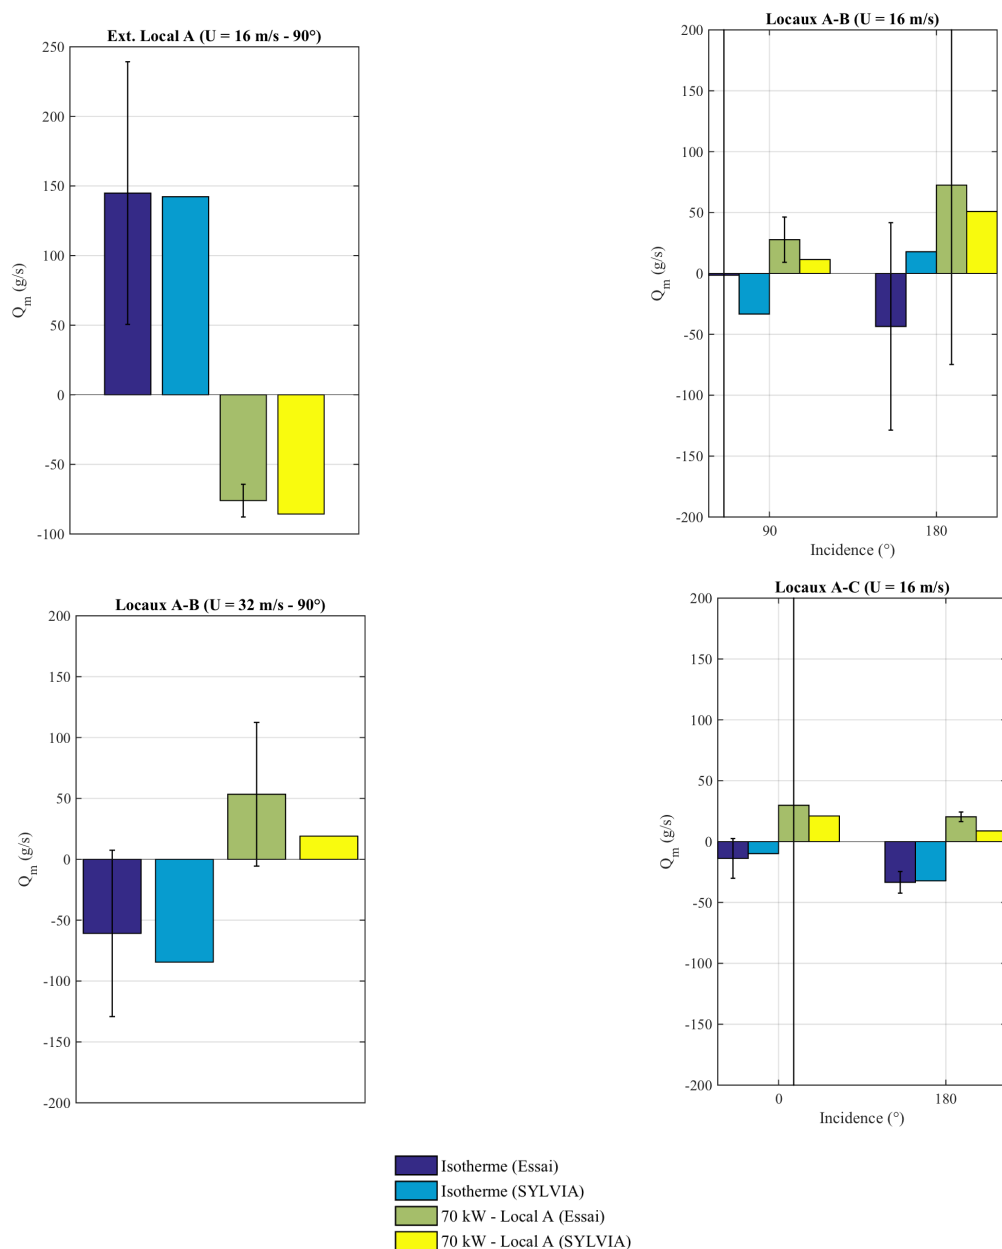 Ext. Local A (U = 16 m/s - 90°)
250
200
150
100
50
0
-50
-100
Q_m (g/s)
Locaux A-B (U = 16 m/s)
200
150
100
50
0
-50
-100
-150
-200
Q_m (g/s)
90
180
Incidence (°)
Locaux A-B (U = 32 m/s - 90°)
200
150
100
50
0
-50
-100
-150
-200
Q_m (g/s)
Locaux A-C (U = 16 m/s)
200
150
100
50
0
-50
-100
-150
-200
Q_m (g/s)
0
180
Incidence (°)
Isotherme (Essai)
Isotherme (SYLVIA)
70 kW - Local A (Essai)
70 kW - Local A (SYLVIA)